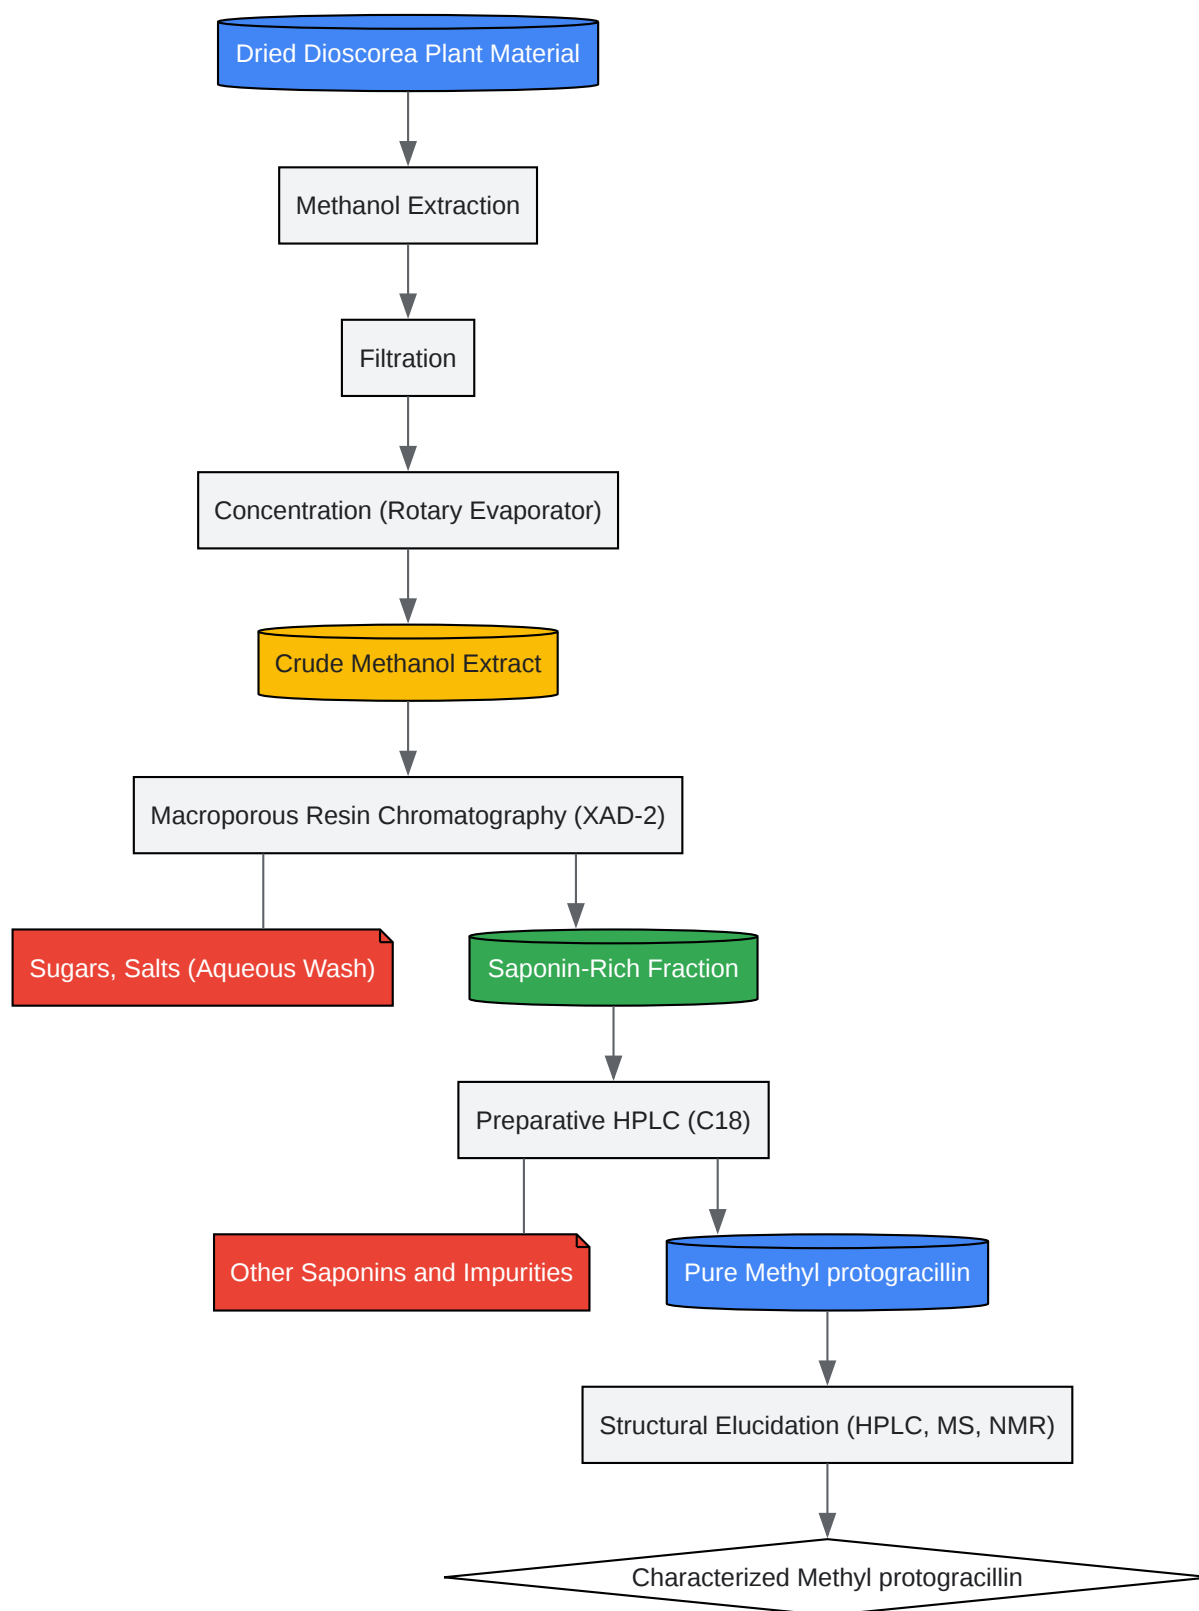 Dried Dioscorea Plant Material
Methanol Extraction
Filtration
Concentration (Rotary Evaporator)
Crude Methanol Extract
Macroporous Resin Chromatography (XAD-2)
Sugars, Salts (Aqueous Wash)
Saponin-Rich Fraction
Preparative HPLC (C18)
Other Saponins and Impurities
Pure Methyl protogracillin
Structural Elucidation (HPLC, MS, NMR)
Characterized Methyl protogracillin